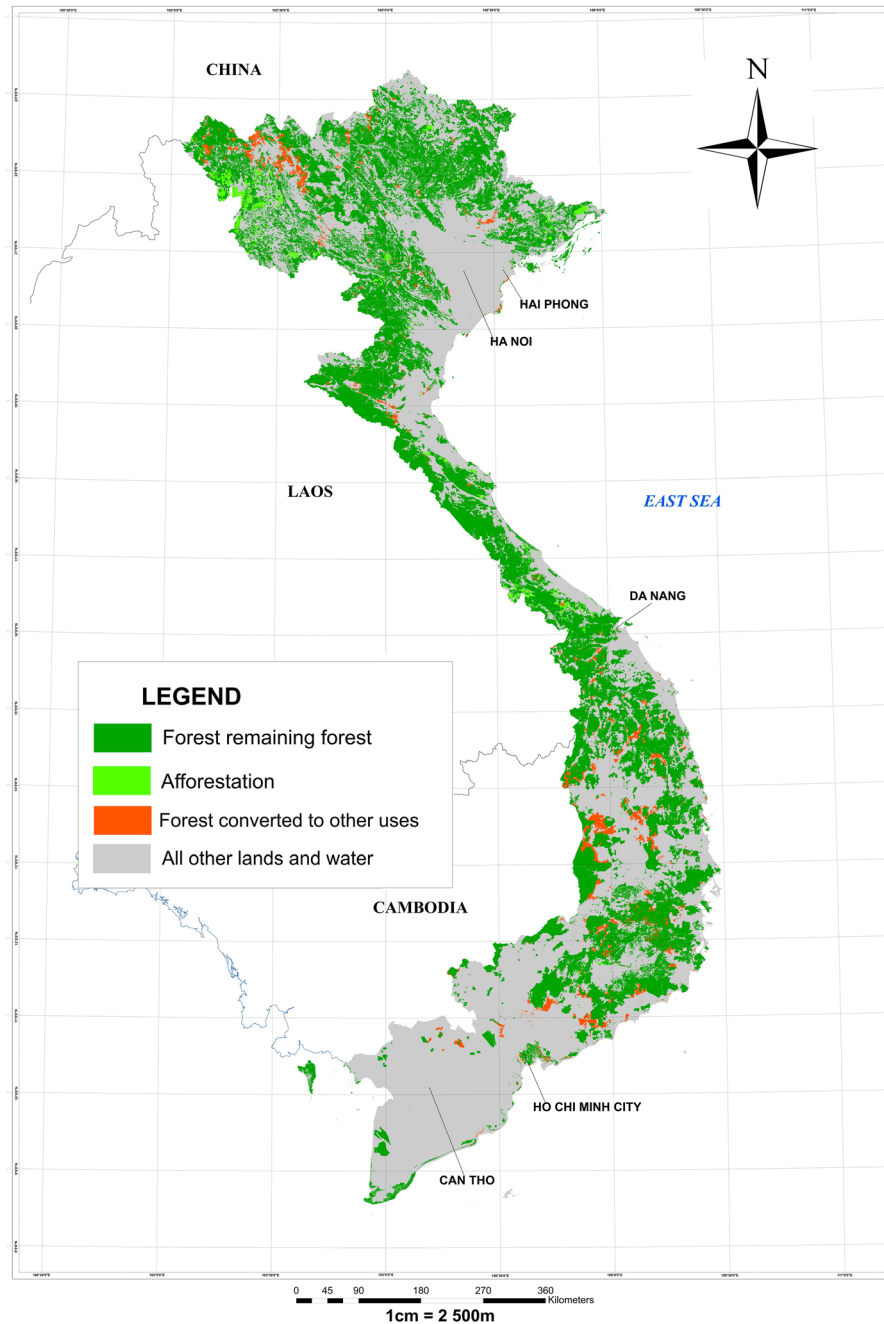 CHINA
N
HAI PHONG
HA NOI
LAOS
EAST SEA
DA NANG
LEGEND
Forest remaining forest
Afforestation
Forest converted to other uses
All other lands and water
CAMBODIA
HO CHI MINH CITY
CAN THO
0 45 90 180 270 360
Kilometers
1cm = 2 500m